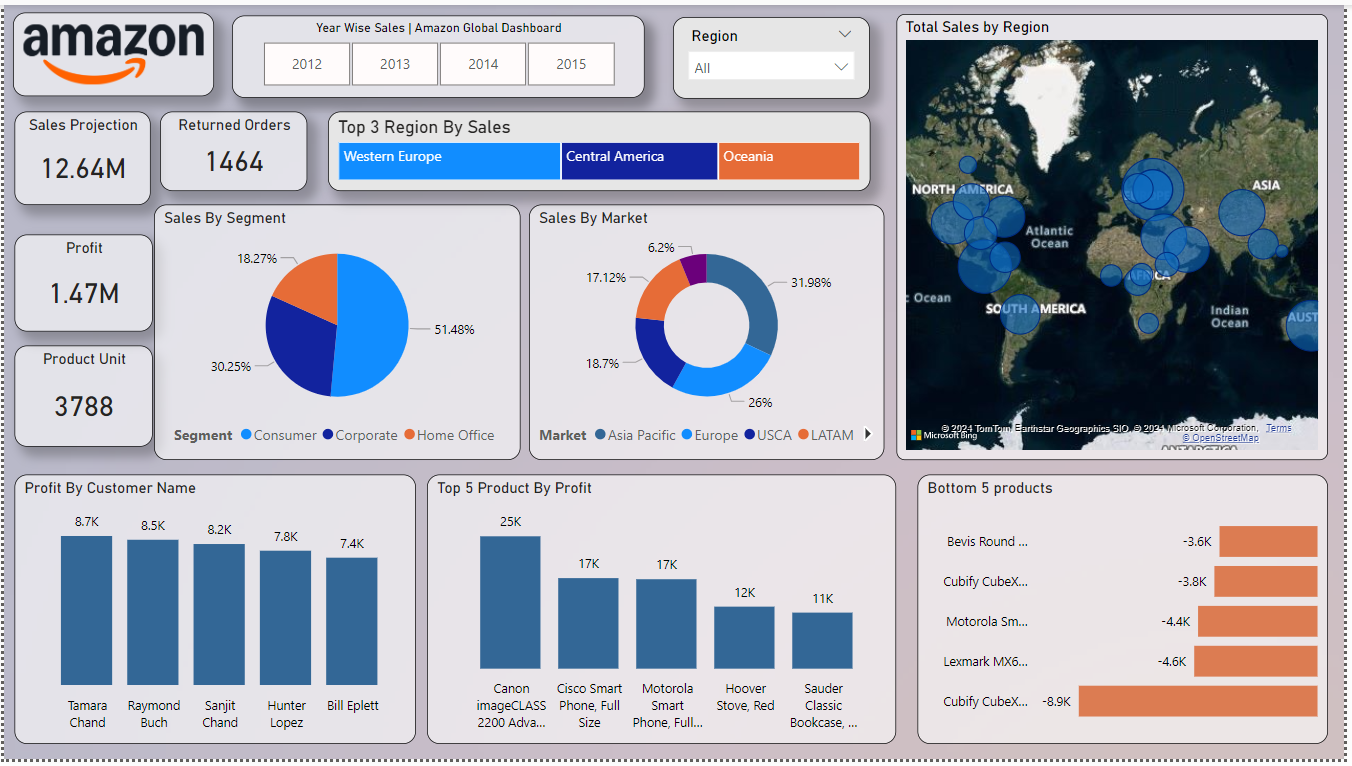 amazon
Year Wise Sales | Amazon Global Dashboard
2012
2013
2014
2015
Region
All
Total Sales by Region
NORTH AMERICA
ASIA
Atlantic
Ocean
AFRICA
c Ocean
SOUTH AMERICA
Indian
Ocean
AUST
© 2024 TomTom, Earthstar Geographics SIO, © 2024 Microsoft Corporation, Terms
© OpenStreetMap
Microsoft Bing
ANTARCTICA
Sales Projection
12.64M
Returned Orders
1464
Top 3 Region By Sales
Western Europe
Central America
Oceania
Profit
1.47M
Product Unit
3788
Sales By Segment
18.27%
51.48%
30.25%
Segment Consumer Corporate Home Office
Sales By Market
6.2%
17.12%
31.98%
18.7%
26%
Market Asia Pacific Europe USCA LATAM
Profit By Customer Name
8.7K
8.5K
8.2K
7.8K
7.4K
Tamara
Chand
Raymond
Buch
Sanjit
Chand
Hunter
Lopez
Bill Eplett
Top 5 Product By Profit
25K
17K
17K
12K
11K
Canon
imageCLASS
2200 Adva...
Cisco Smart
Phone, Full
Size
Motorola
Smart
Phone, Full...
Hoover
Stove, Red
Sauder
Classic
Bookcase, ...
Bottom 5 products
Bevis Round ... -3.6K
Cubify CubeX... -3.8K
Motorola Sm... -4.4K
Lexmark MX6... -4.6K
Cubify CubeX... -8.9K